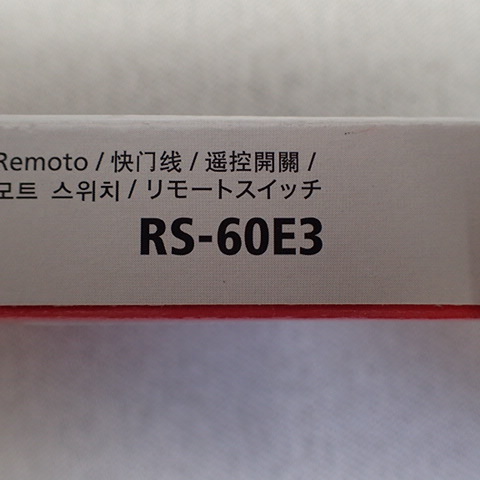 Remoto / 快门线 / 遥控開關 /
모트 스위치 / リモートスイッチ
RS-60E3